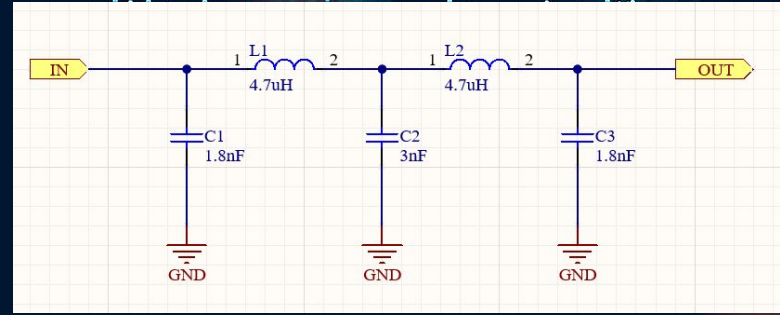 IN
1 L1 2
4.7uH
1 L2 2
4.7uH
OUT
C1
1.8nF
C2
3nF
C3
1.8nF
GND
GND
GND